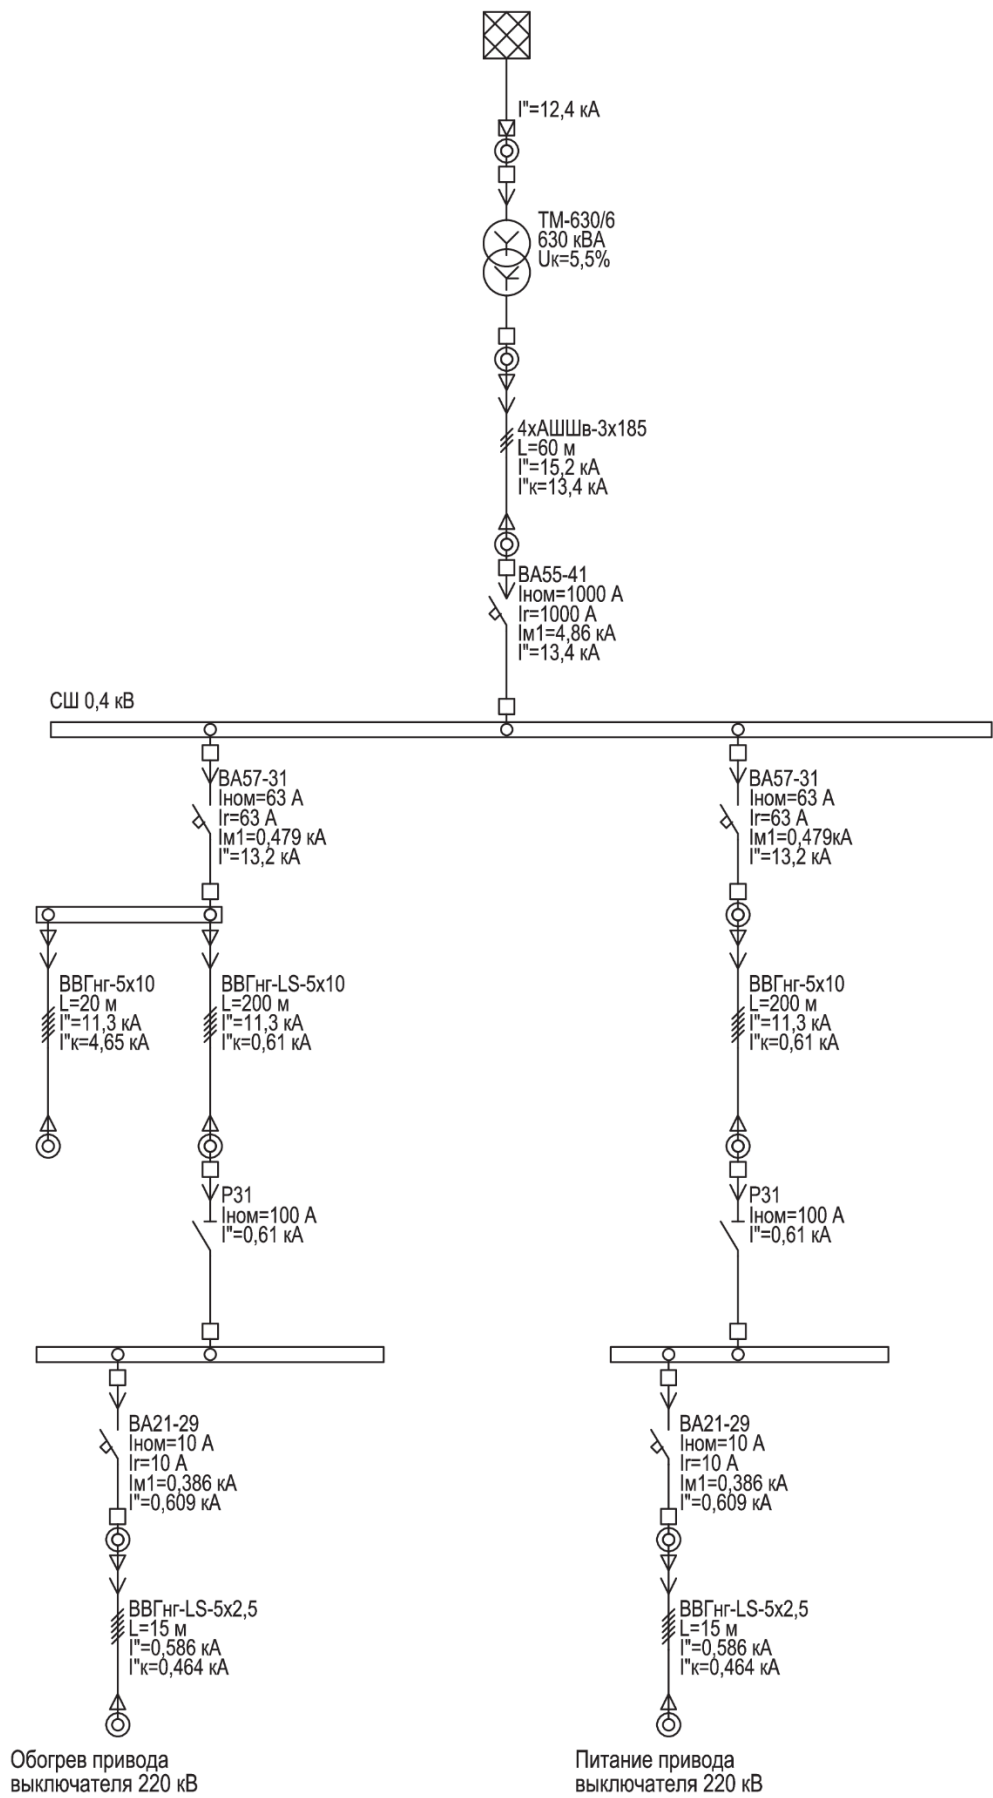 I"=12,4 кА
ТМ-630/6
630 кВА
Uк=5,5%
4хАШШв-3х185
L=60 м
I"=15,2 кА
I"к=13,4 кА
ВА55-41
Iном=1000 А
Ir=1000 А
Iм1=4,86 кА
I"=13,4 кА
СШ 0,4 кВ
ВА57-31
Iном=63 А
Ir=63 А
Iм1=0,479 кА
I"=13,2 кА
ВА57-31
Iном=63 А
Ir=63 А
Iм1=0,479кА
I"=13,2 кА
ВВГнг-5х10
L=20 м
I"=11,3 кА
I"к=4,65 кА
ВВГнг-LS-5х10
L=200 м
I"=11,3 кА
I"к=0,61 кА
ВВГнг-5х10
L=200 м
I"=11,3 кА
I"к=0,61 кА
Р31
Iном=100 А
I"=0,61 кА
Р31
Iном=100 А
I"=0,61 кА
ВА21-29
Iном=10 А
Ir=10 А
Iм1=0,386 кА
I"=0,609 кА
ВА21-29
Iном=10 А
Ir=10 А
Iм1=0,386 кА
I"=0,609 кА
ВВГнг-LS-5х2,5
L=15 м
I"=0,586 кА
I"к=0,464 кА
ВВГнг-LS-5х2,5
L=15 м
I"=0,586 кА
I"к=0,464 кА
Обогрев привода
выключателя 220 кВ
Питание привода
выключателя 220 кВ